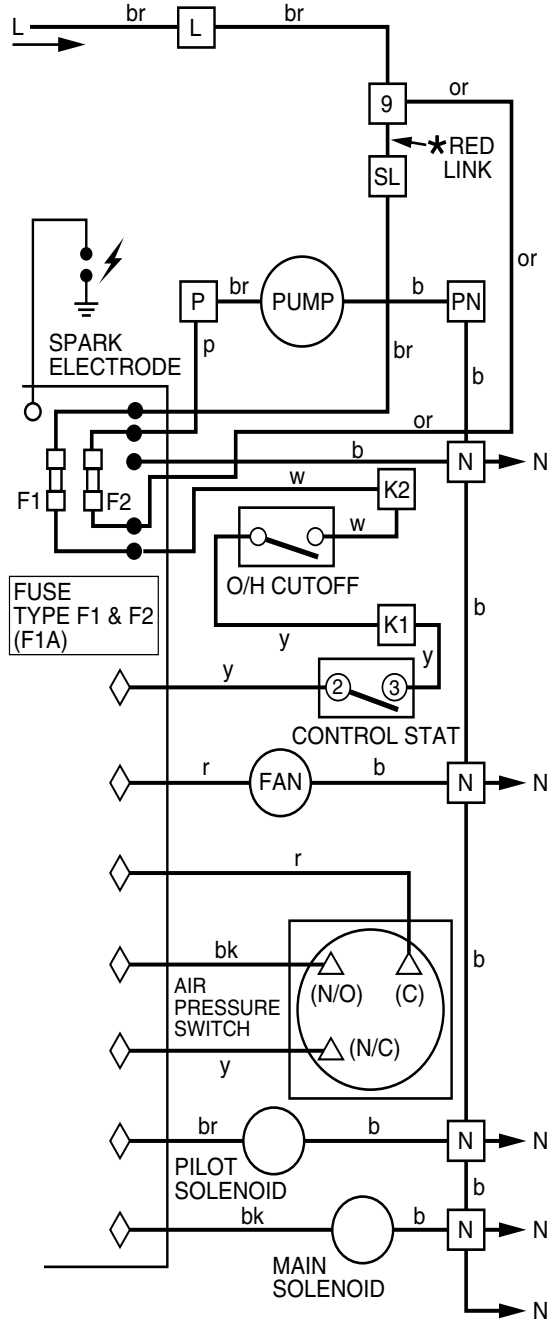 L
br
L
br
9
or
*RED
LINK
SL
or
SPARK
ELECTRODE
P
br
PUMP
b
PN
p
br
b
or
b
N
N
F1
F2
w
K2
w
O/H CUTOFF
FUSE
TYPE F1 & F2
(F1A)
b
K1
y
y
y
2
3
CONTROL STAT
r
FAN
b
N
N
r
bk
AIR
PRESSURE
SWITCH
(N/O)
(C)
b
(N/C)
y
br
b
N
N
PILOT
SOLENOID
b
bk
b
N
N
MAIN
SOLENOID
N